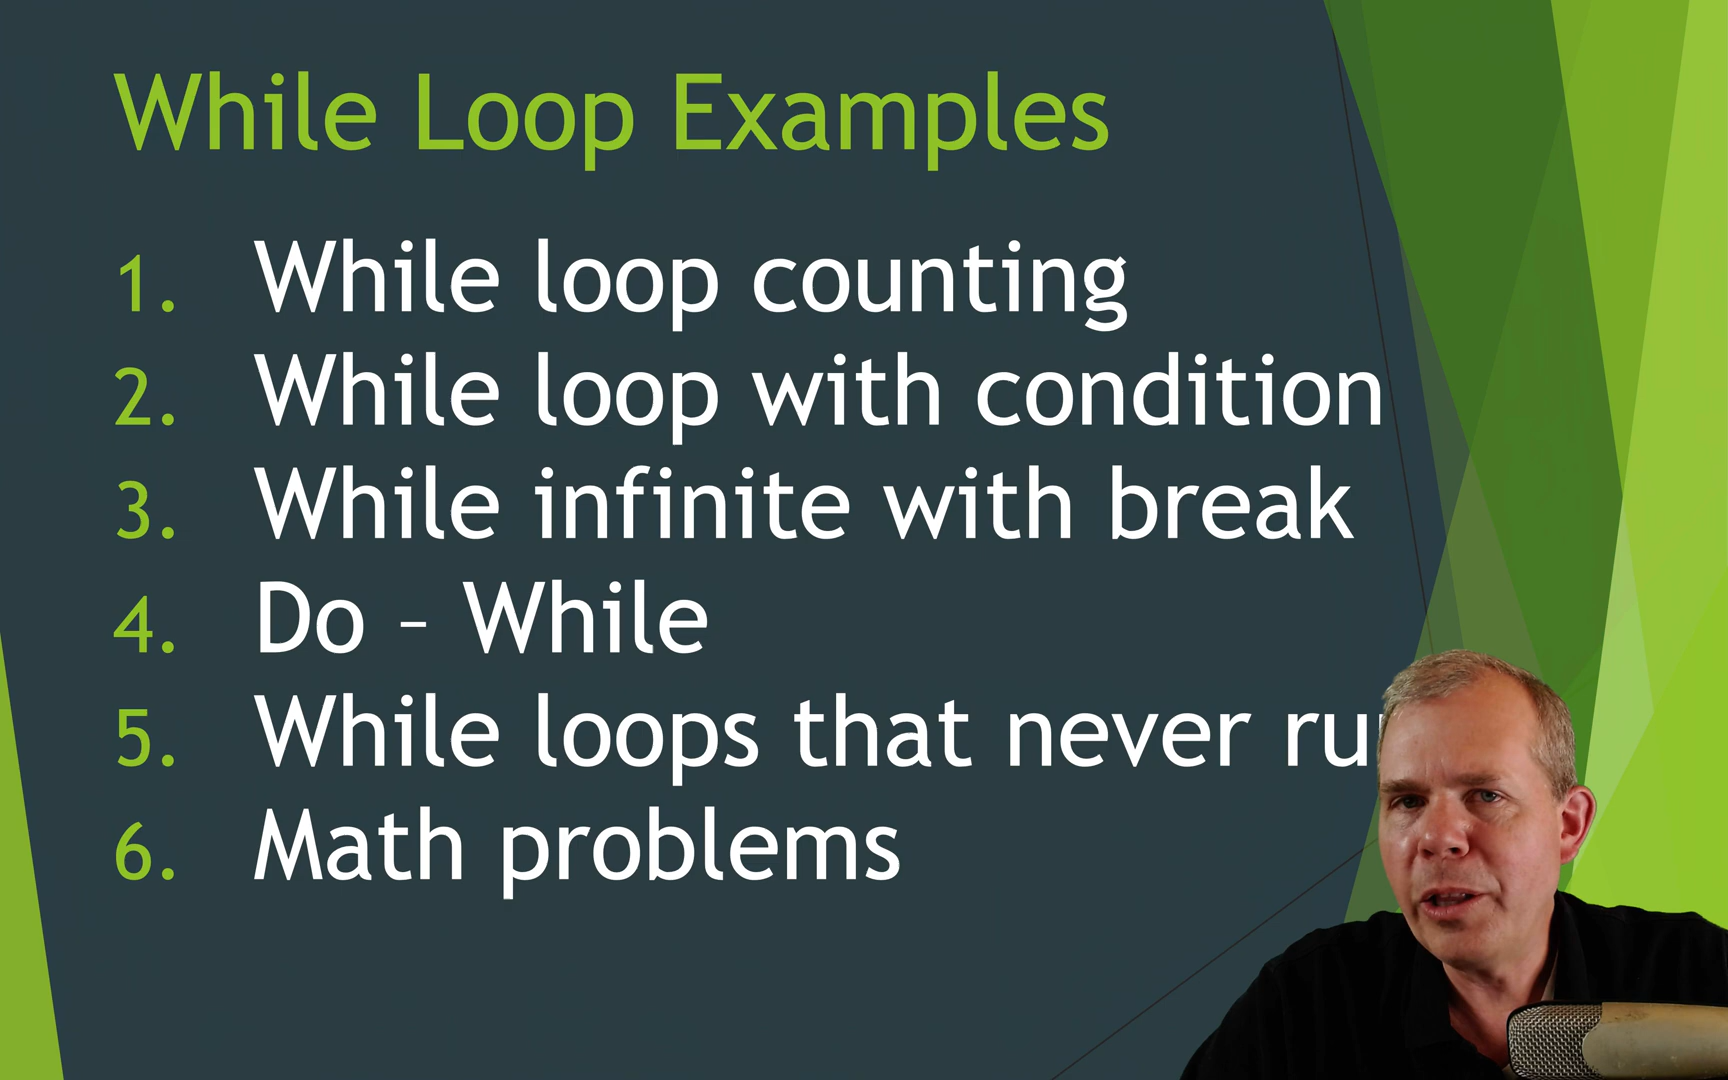 While Loop Examples
1. While loop counting
2. While loop with condition
3. While infinite with break
4. Do – While
5. While loops that never
6. Math problems